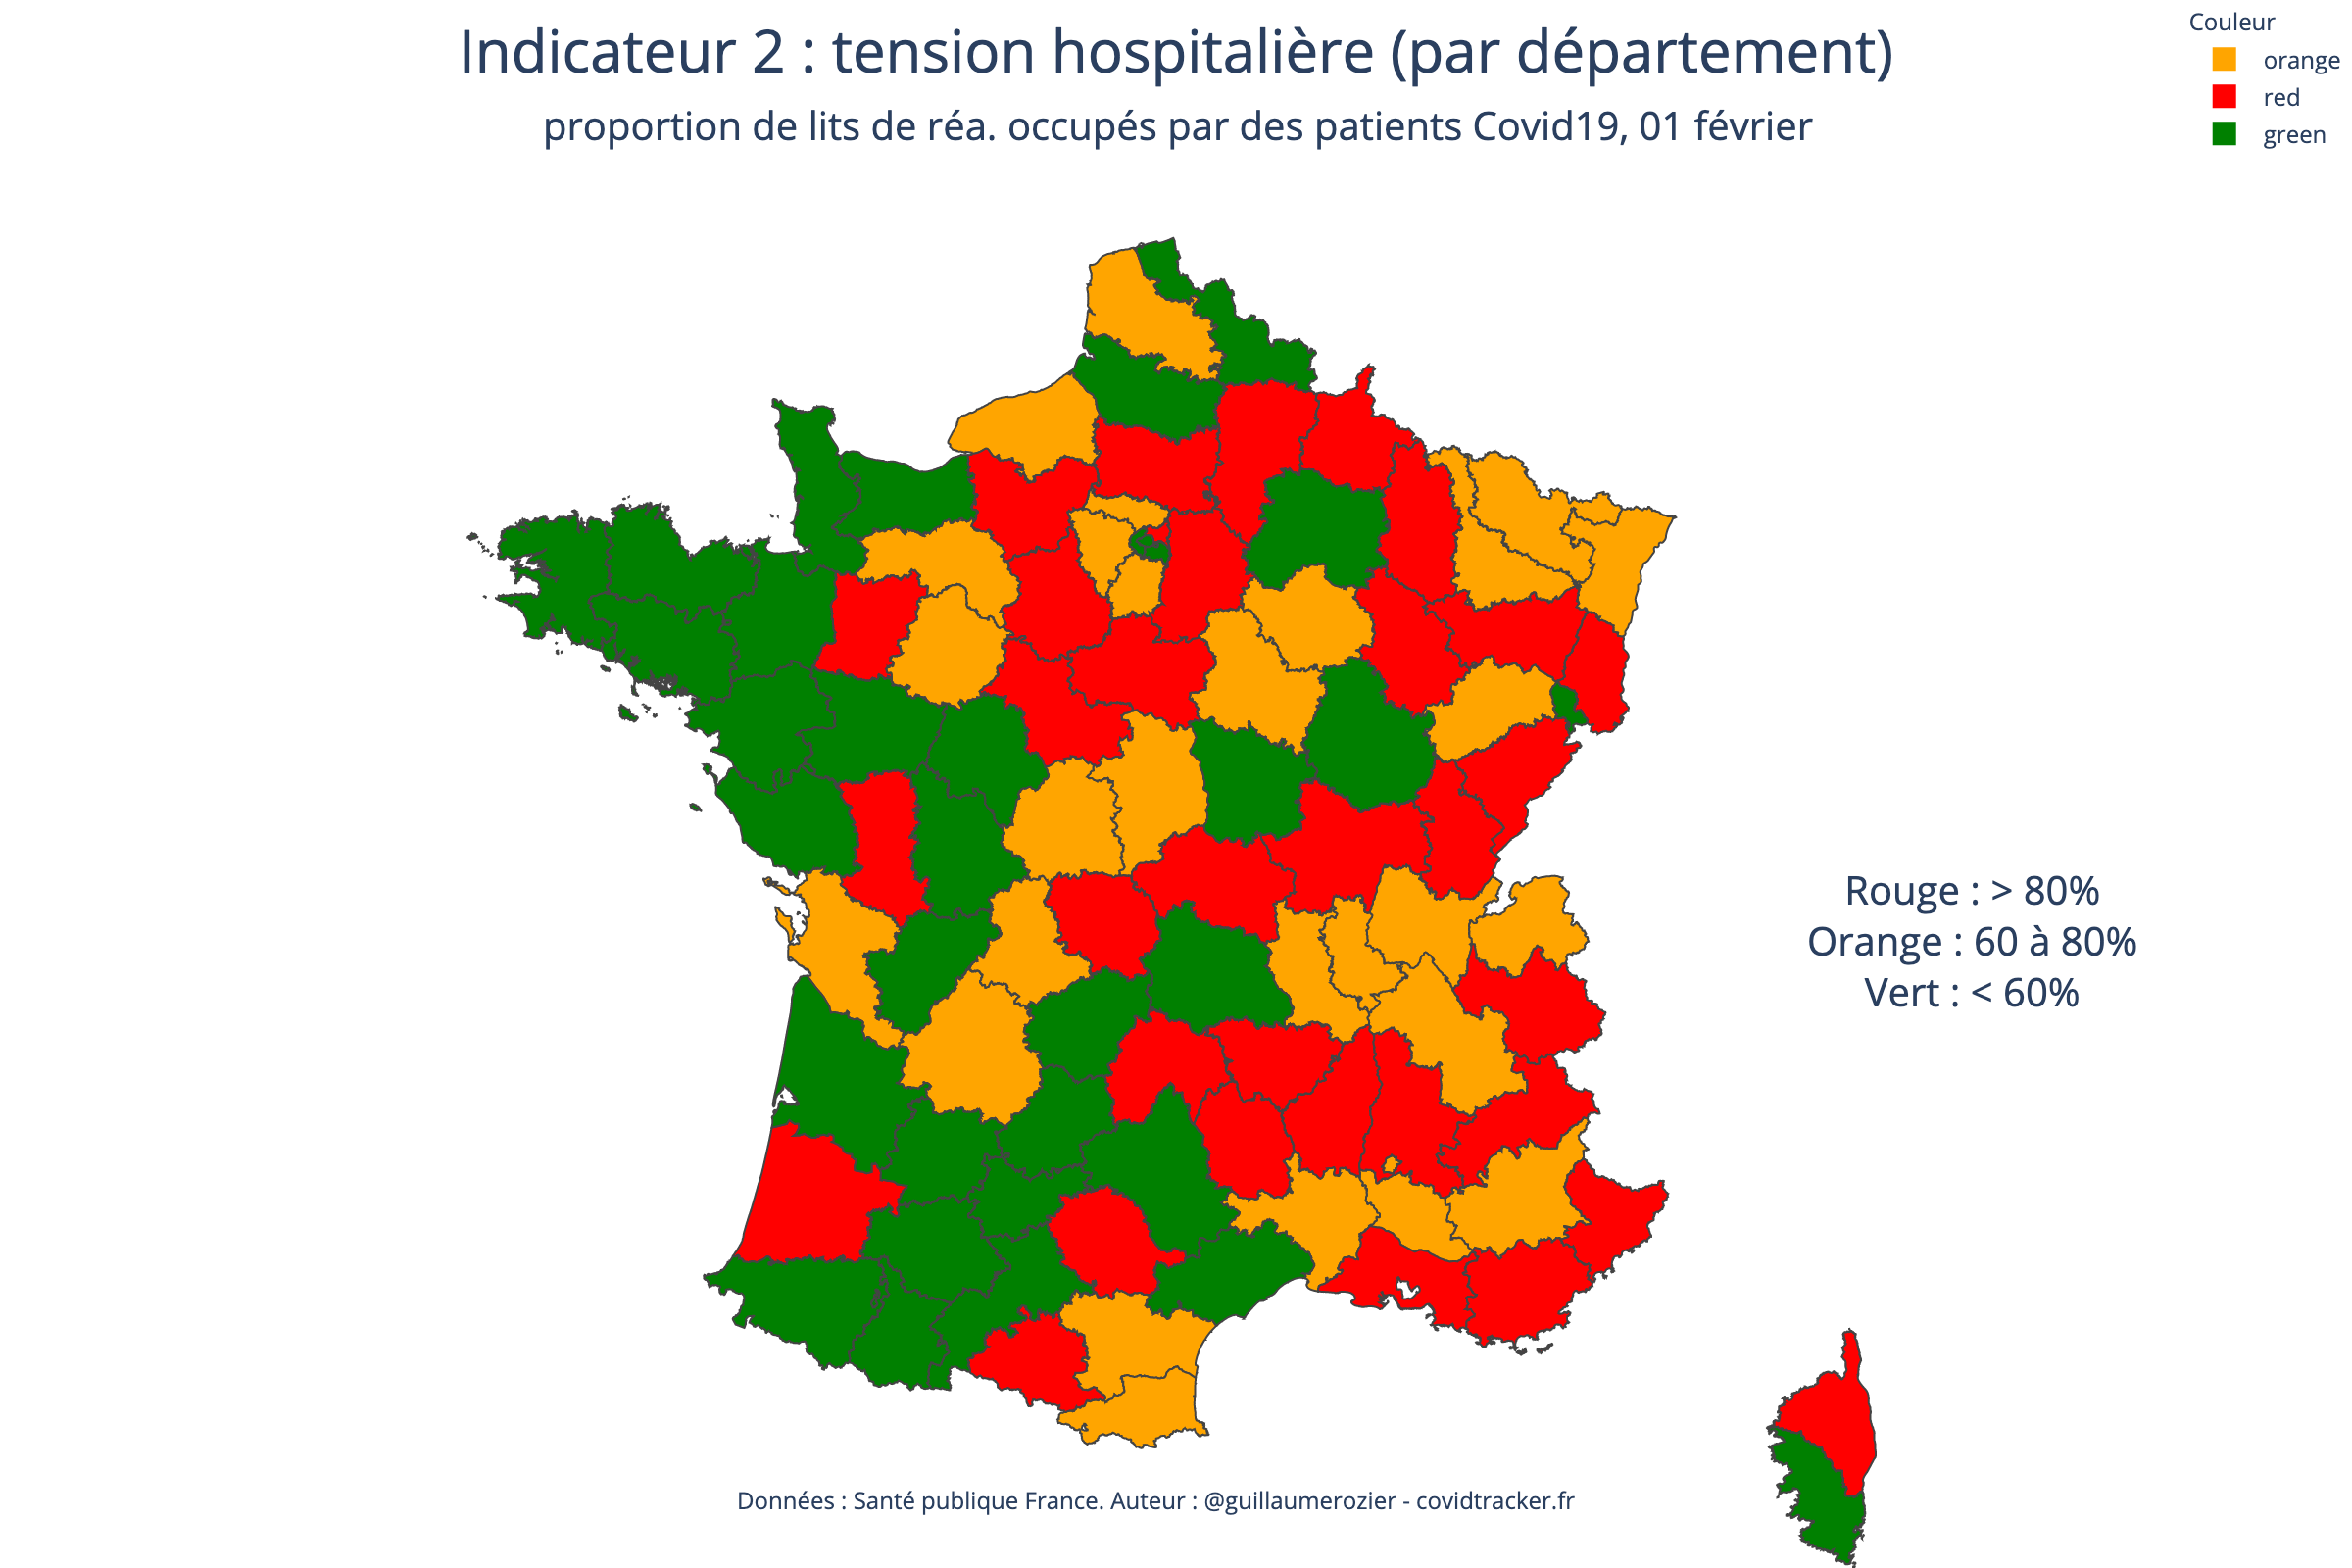 Indicateur 2 : tension hospitalière (par département)
proportion de lits de réa. occupés par des patients Covid19, 01 février
Couleur
orange
red
green
Rouge : > 80%
Orange : 60 à 80%
Vert : < 60%
Données : Santé publique France. Auteur : @guillaumerozier - covidtracker.fr